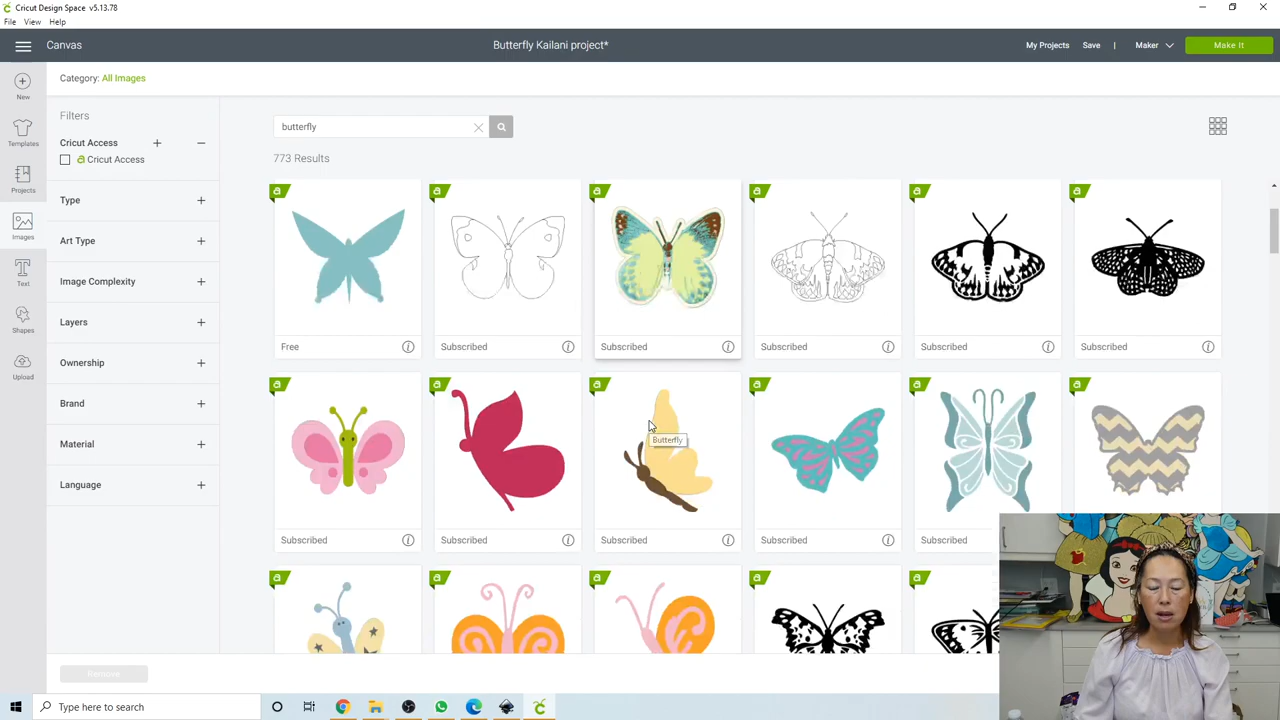 Cricut Design Space v5.13.78
File View Help
Canvas
Butterfly Kailani project*
My Projects Save | Maker Make It
New
Templates
Projects
Images
Text
Shapes
Upload
Category: All Images
Filters
Cricut Access
a Cricut Access
Type
Art Type
Image Complexity
Layers
Ownership
Brand
Material
Language
butterfly
773 Results
a a a a a a
Free Subscribed Subscribed Subscribed Subscribed Subscribed
a a a a a a
Butterfly
Subscribed Subscribed Subscribed Subscribed Subscribed
a a a a a
Remove
Type here to search